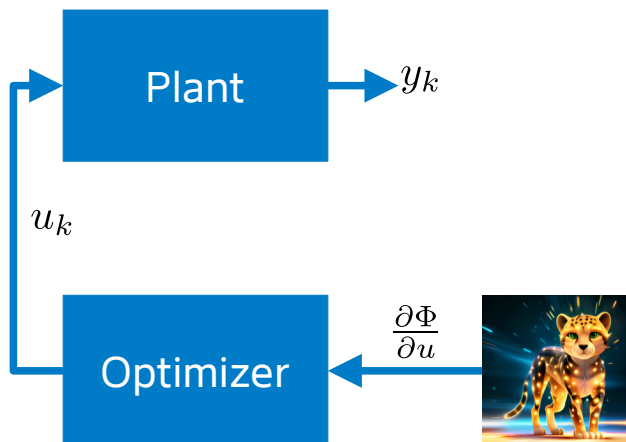 Plant
y_k
u_k
∂Φ/∂u
Optimizer